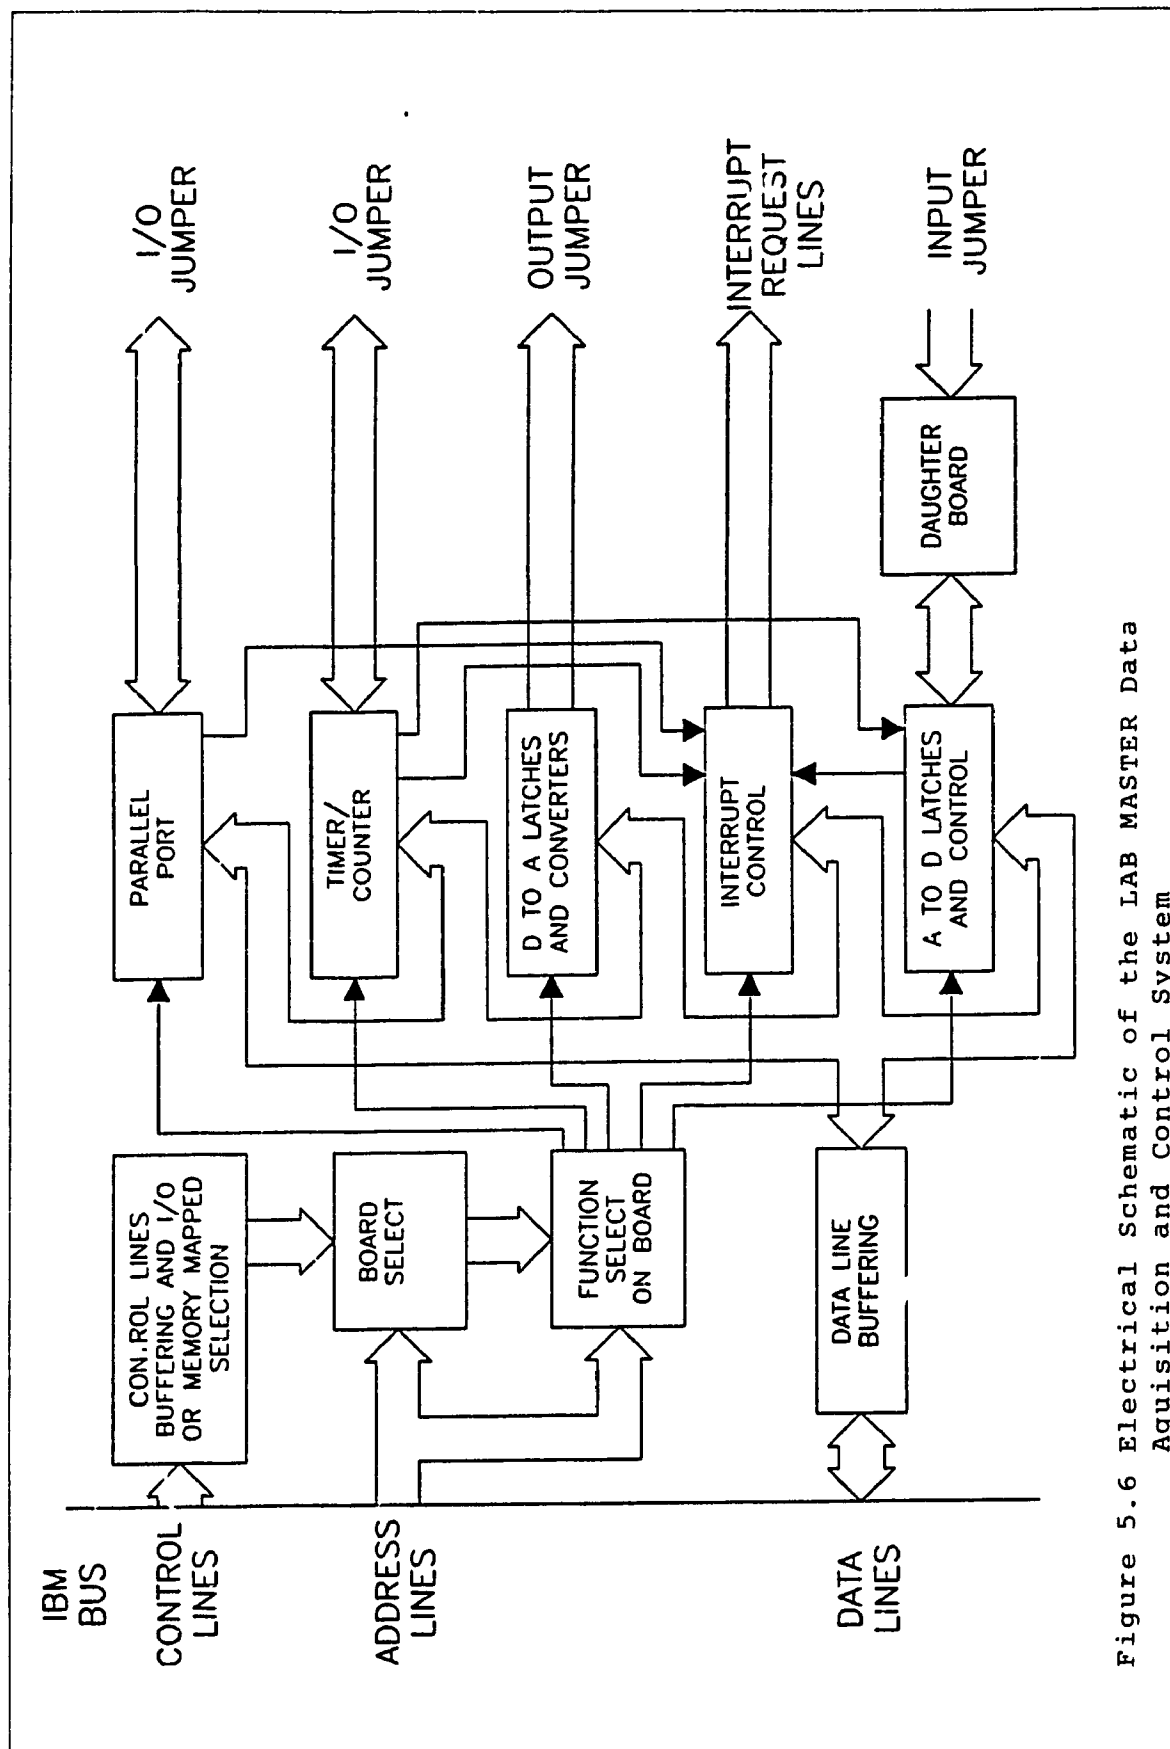 IBM
BUS
CONTROL
LINES
ADDRESS
LINES
DATA
LINES
CON.ROL LINES
BUFFERING AND I/O
OR MEMORY MAPPED
SELECTION
BOARD
SELECT
FUNCTION
SELECT
ON BOARD
DATA LINE
BUFFERING
PARALLEL
PORT
TIMER/
COUNTER
D TO A LATCHES
AND CONVERTERS
INTERRUPT
CONTROL
A TO D LATCHES
AND CONTROL
DAUGHTER
BOARD
I/O
JUMPER
I/O
JUMPER
OUTPUT
JUMPER
INTERRUPT
REQUEST
LINES
INPUT
JUMPER
Figure 5.6 Electrical Schematic of the LAB MASTER Data
Aquisition and Control System